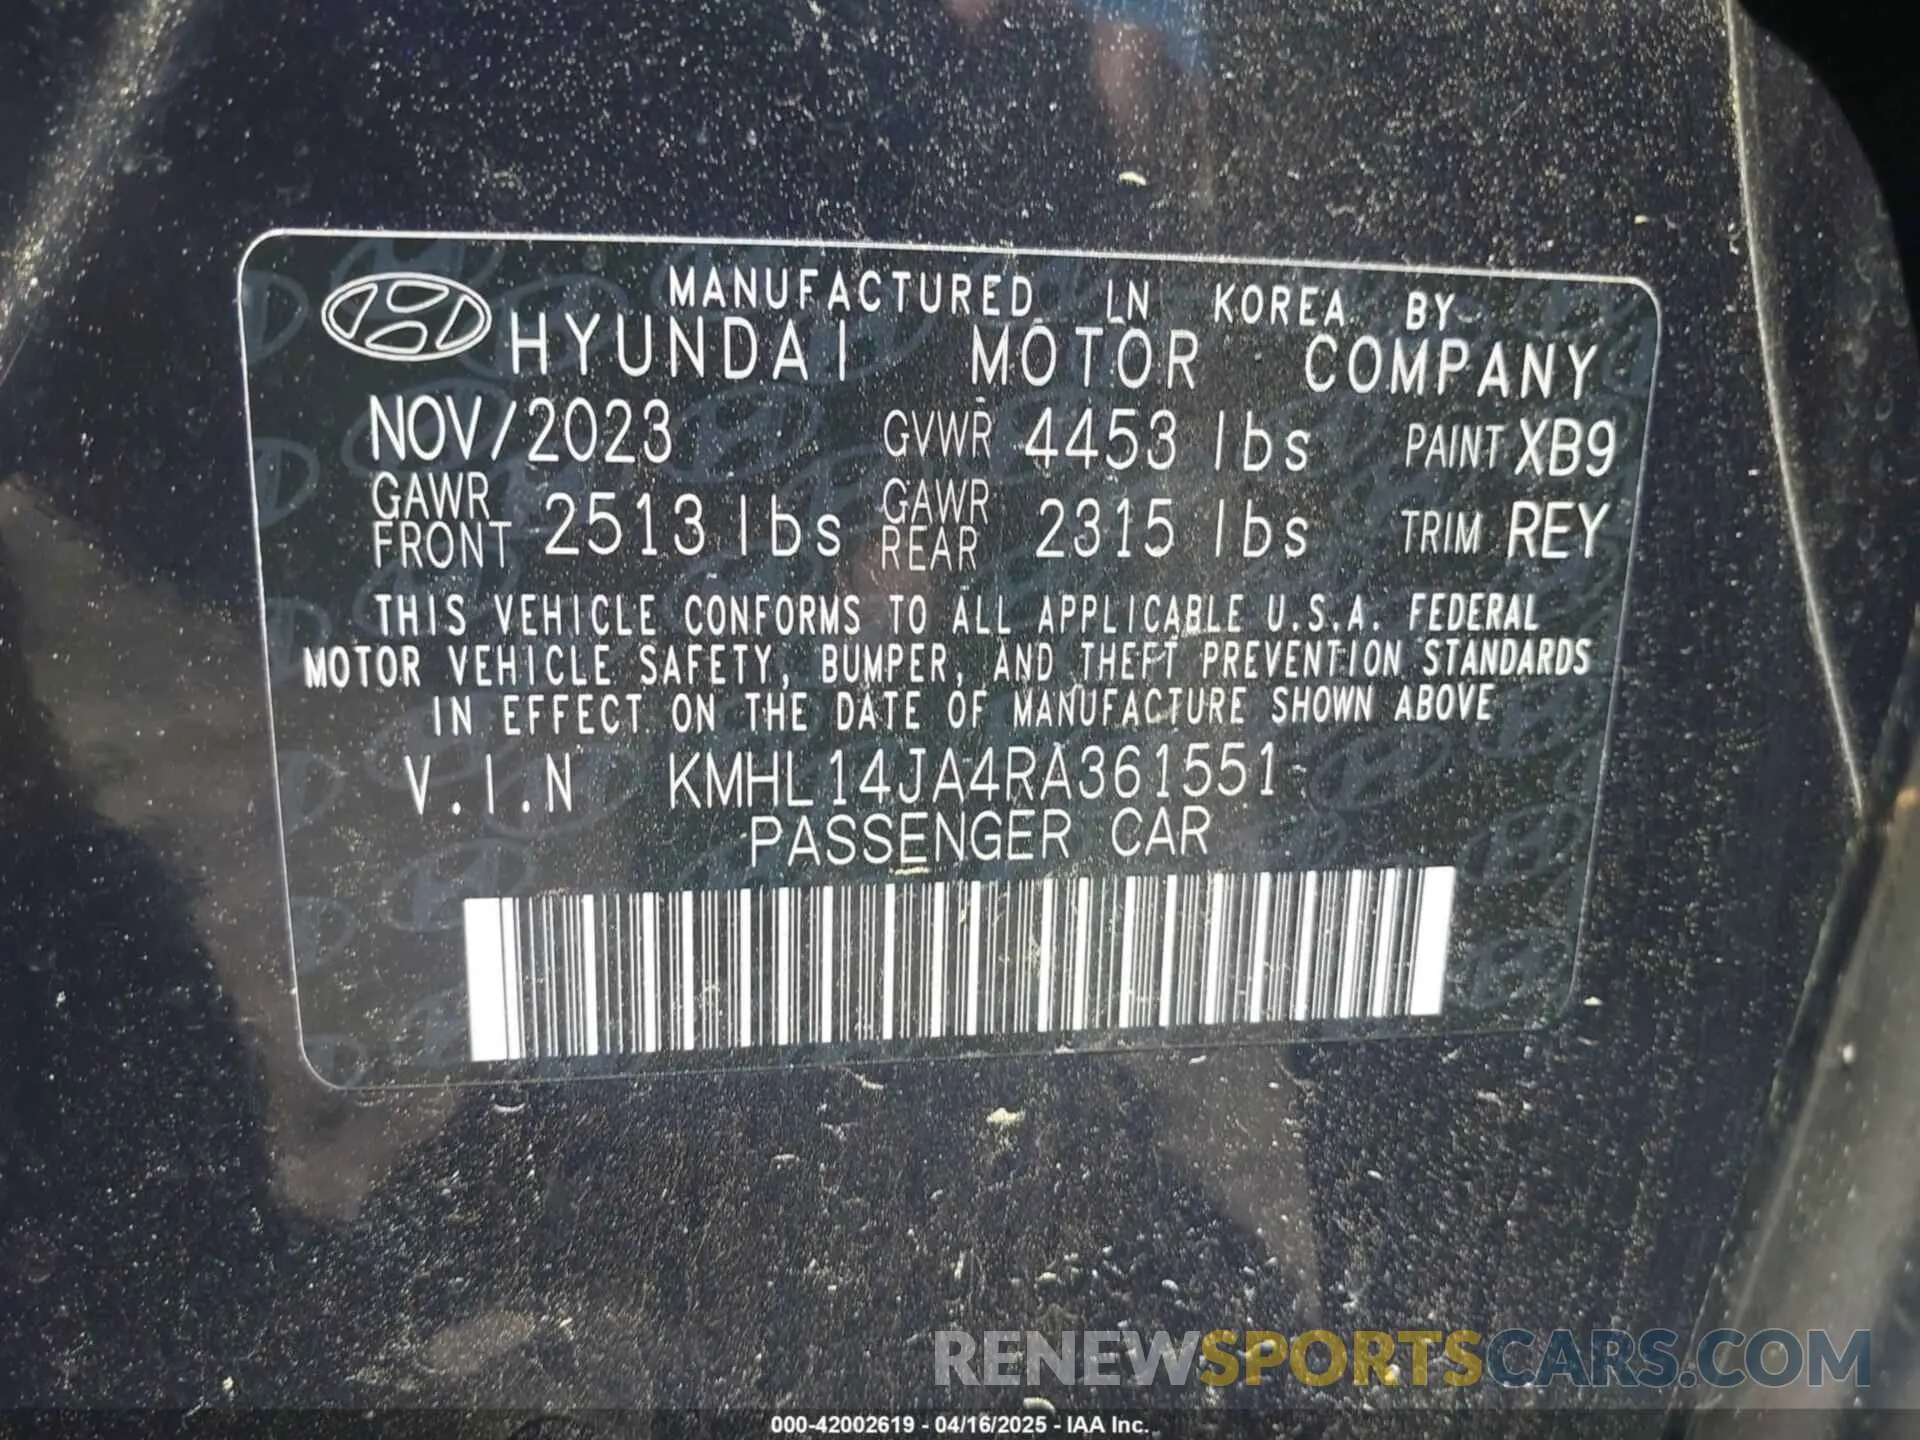 MANUFACTURED IN KOREA BY
HYUNDAI MOTOR COMPANY
NOV/2023 GVWR 4453 lbs PAINT XB9
GAWR FRONT 2513 lbs GAWR REAR 2315 lbs TRIM REY
THIS VEHICLE CONFORMS TO ALL APPLICABLE U.S.A. FEDERAL
MOTOR VEHICLE SAFETY, BUMPER, AND THEFT PREVENTION STANDARDS
IN EFFECT ON THE DATE OF MANUFACTURE SHOWN ABOVE
V.I.N KMHL14JA4RA361551
PASSENGER CAR
RENEWSPORTSCARS.COM
000-42002619 - 04/16/2025 - IAA Inc.